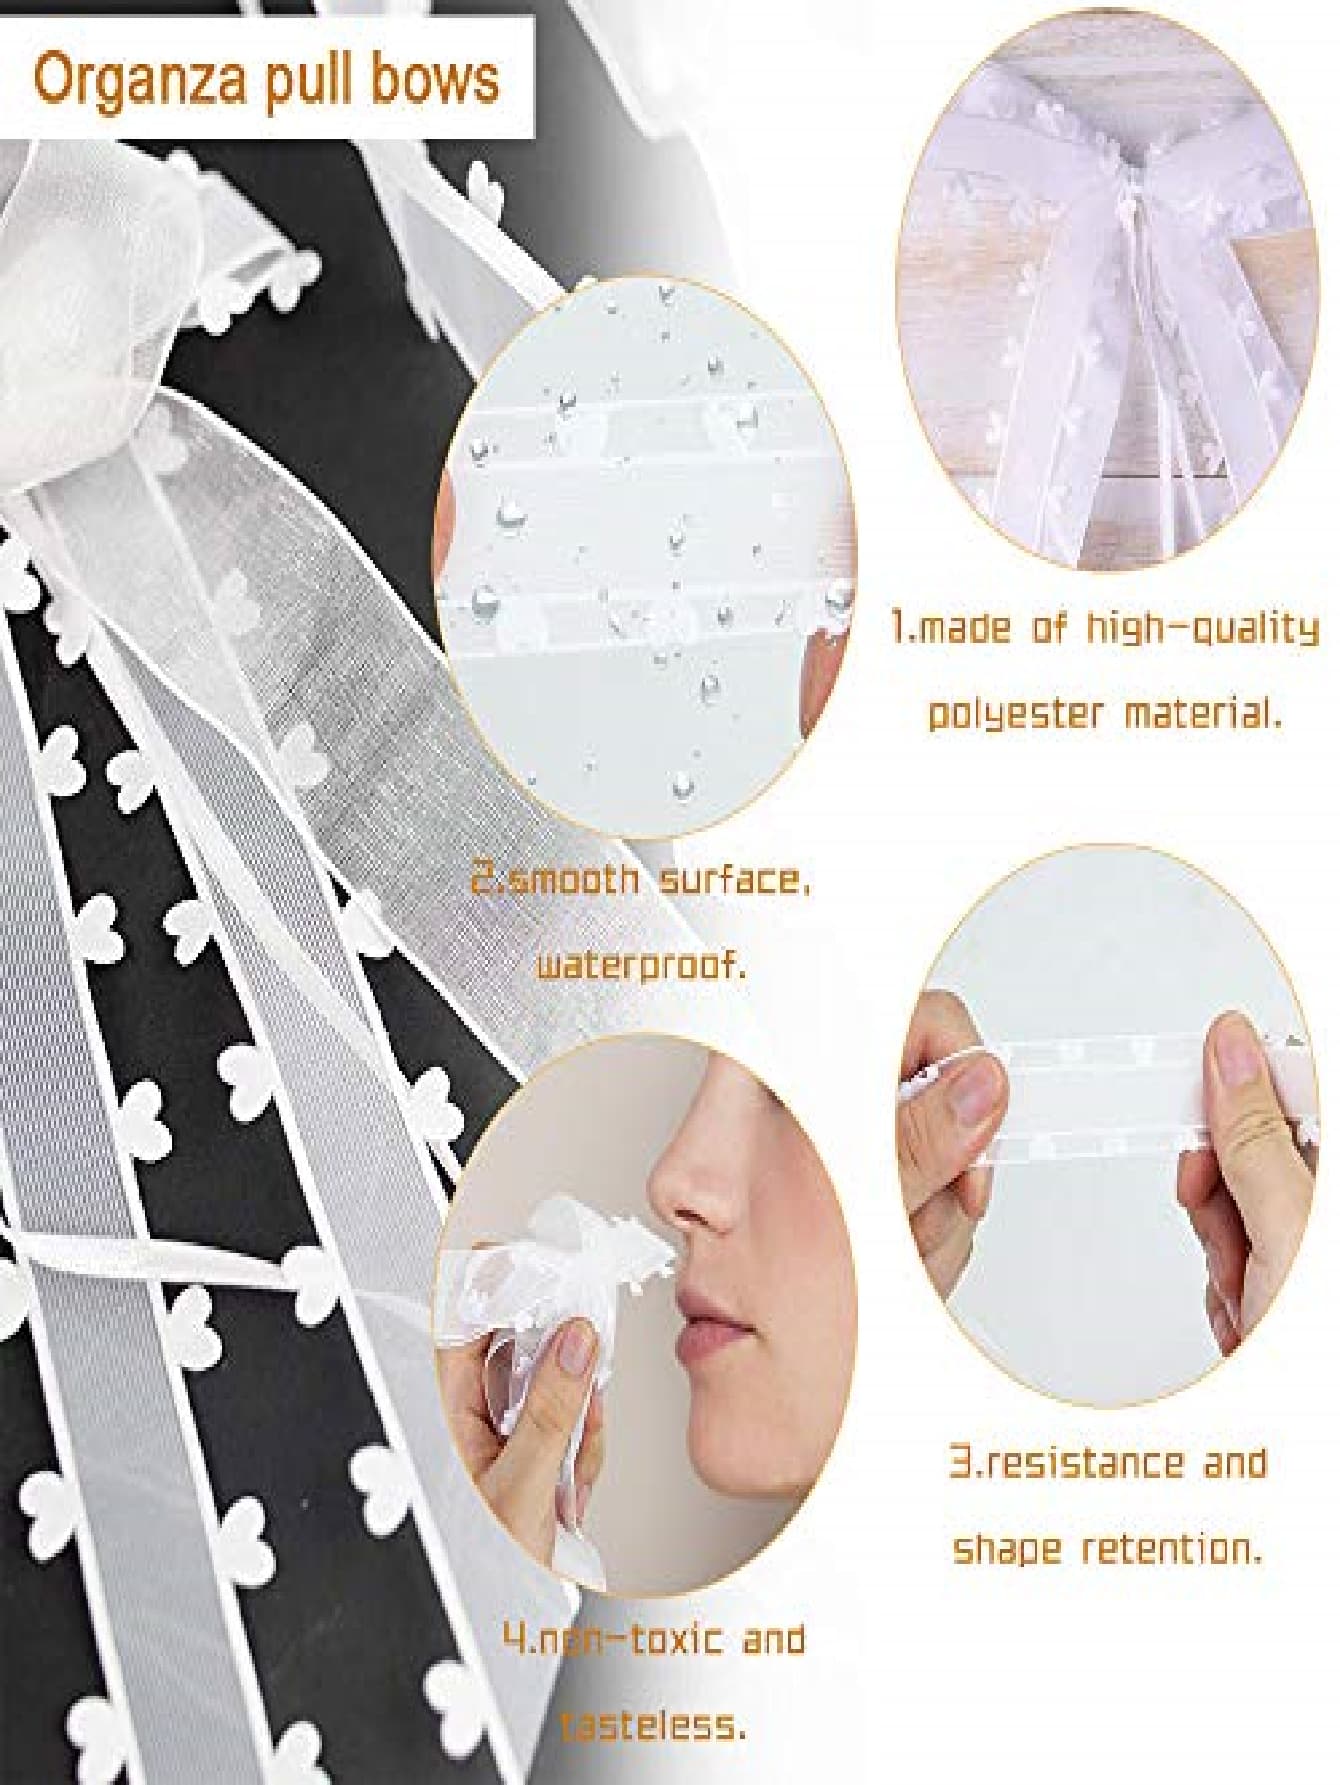 Organza pull bows
1.made of high-quality
polyester material.
2.smooth surface,
waterproof.
3.resistance and
shape retention.
4.non-toxic and
tasteless.